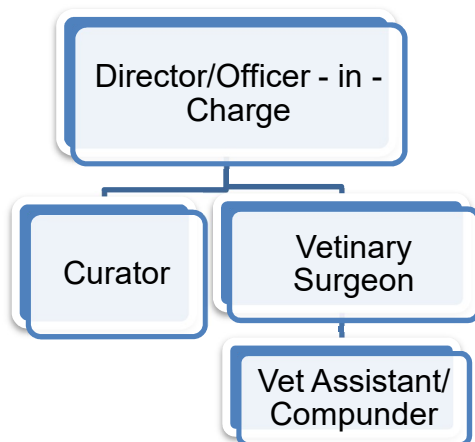 Director/Officer - in -
Charge
Curator
Vetinary
Surgeon
Vet Assistant/
Compunder